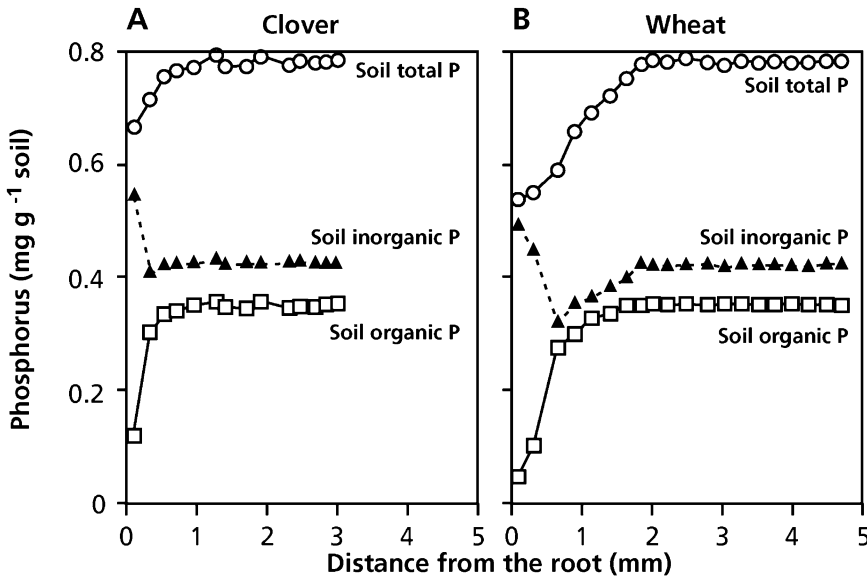 A Clover
B Wheat
0.8
0.6
0.4
0.2
0
Phosphorus (mg g -1 soil)
Soil total P
Soil inorganic P
Soil organic P
Soil total P
Soil inorganic P
Soil organic P
0 1 2 3 4 5
0 1 2 3 4 5
Distance from the root (mm)